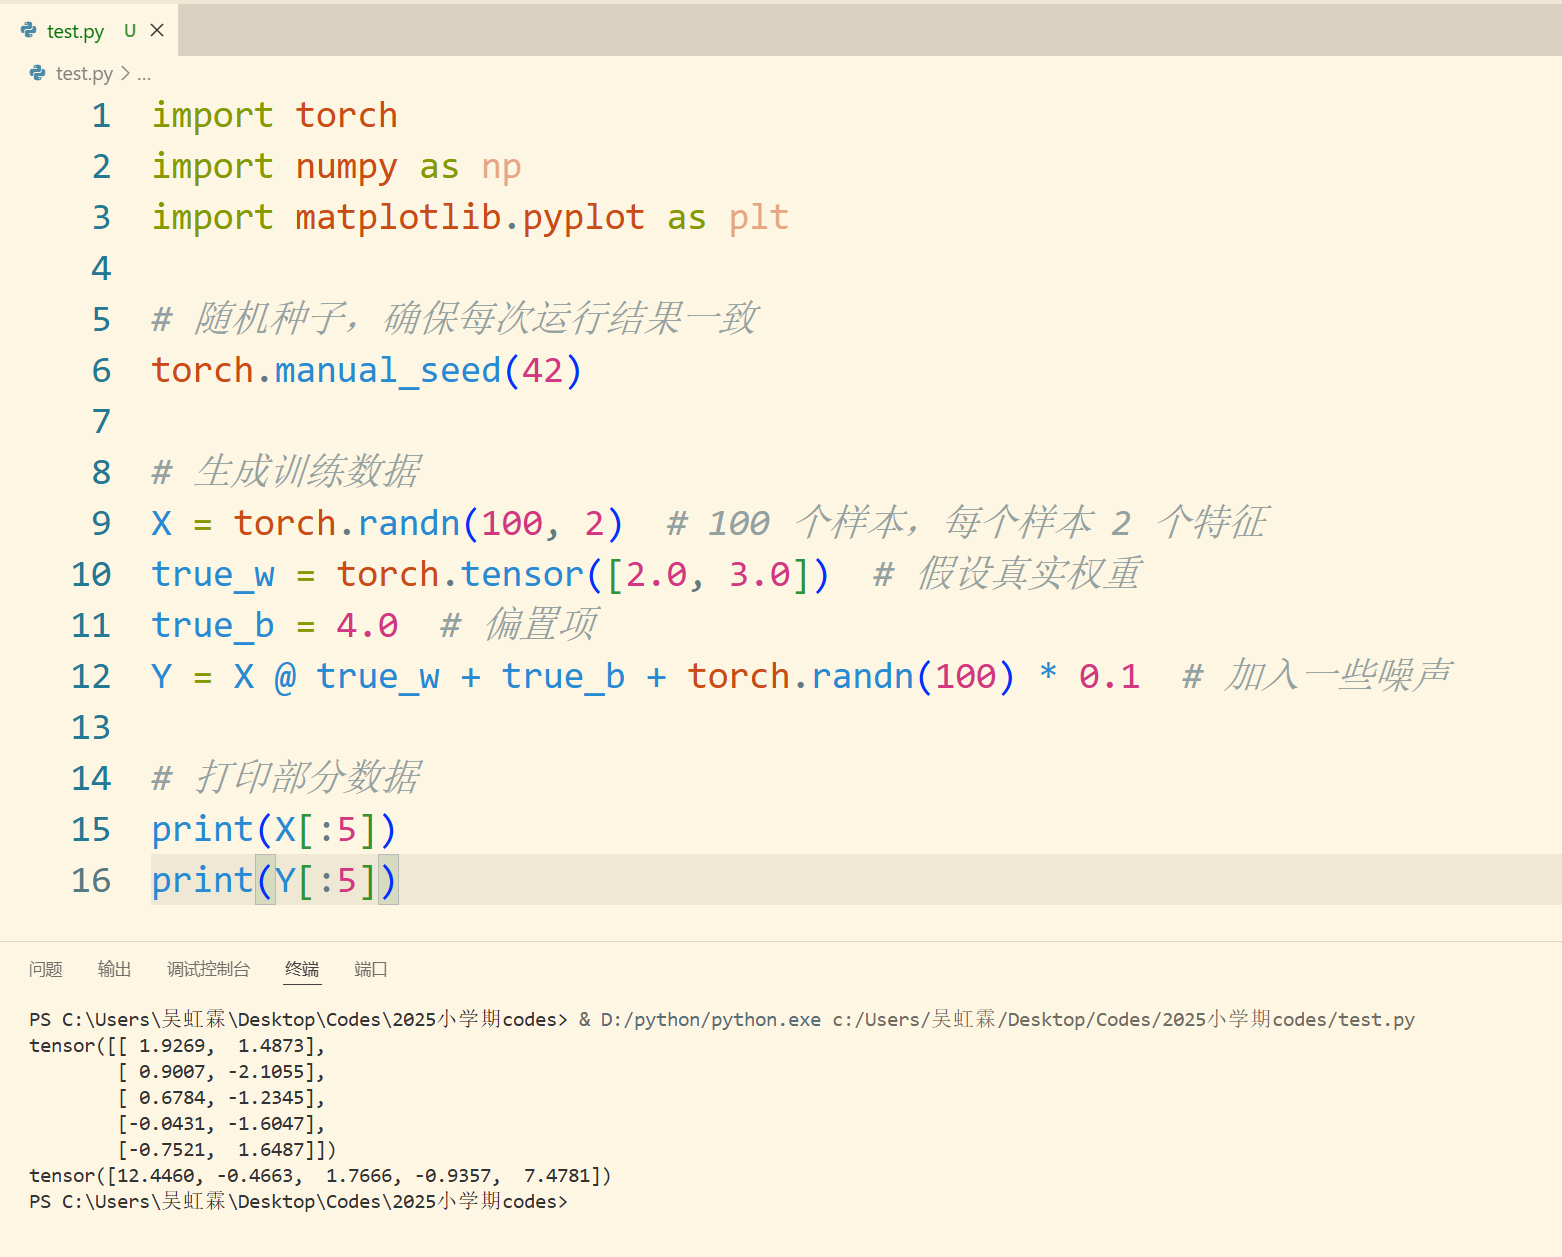 test.py U ×
test.py > ...
1 import torch
2 import numpy as np
3 import matplotlib.pyplot as plt
4
5 # 随机种子，确保每次运行结果一致
6 torch.manual_seed(42)
7
8 # 生成训练数据
9 X = torch.randn(100, 2)  # 100 个样本，每个样本 2 个特征
10 true_w = torch.tensor([2.0, 3.0])  # 假设真实权重
11 true_b = 4.0  # 偏置项
12 Y = X @ true_w + true_b + torch.randn(100) * 0.1  # 加入一些噪声
13
14 # 打印部分数据
15 print(X[:5])
16 print(Y[:5])
问题 输出 调试控制台 终端 端口
PS C:\Users\吴虹霖\Desktop\Codes\2025小学期codes> & D:/python/python.exe c:/Users/吴虹霖/Desktop/Codes/2025小学期codes/test.py
tensor([[ 1.9269,  1.4873],
        [ 0.9007, -2.1055],
        [ 0.6784, -1.2345],
        [-0.0431, -1.6047],
        [-0.7521,  1.6487]])
tensor([12.4460, -0.4663,  1.7666, -0.9357,  7.4781])
PS C:\Users\吴虹霖\Desktop\Codes\2025小学期codes>